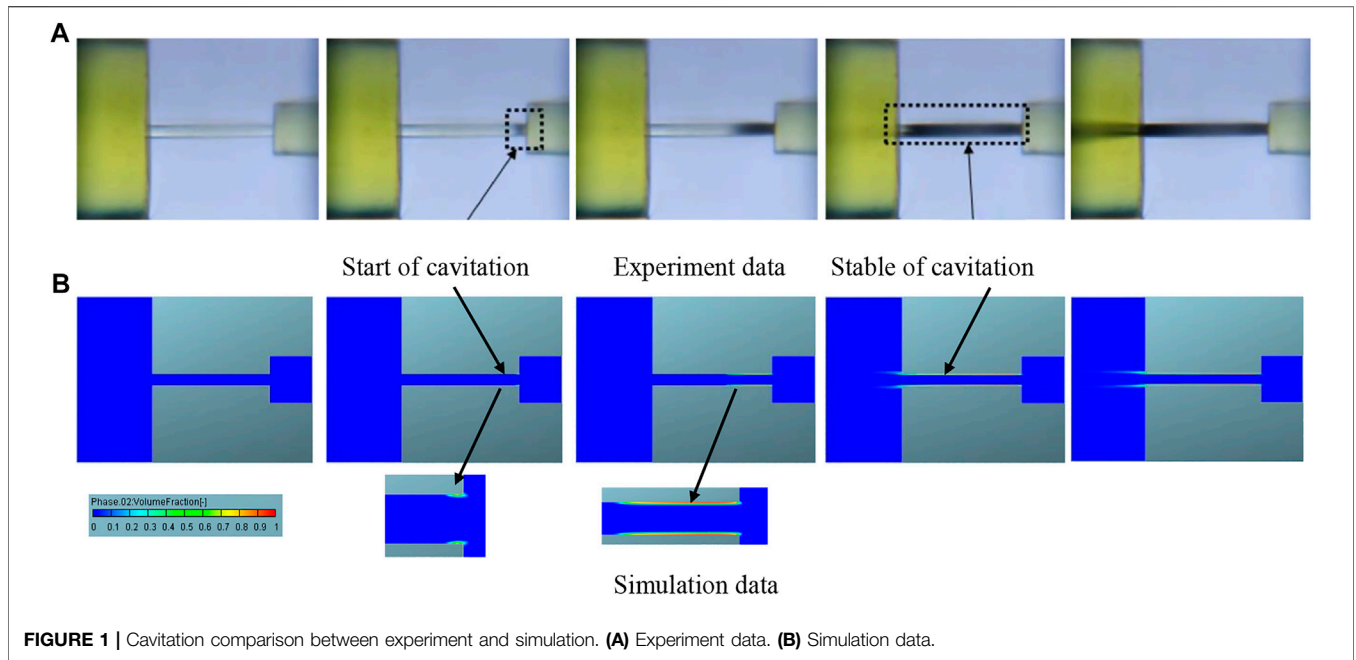 A
Start of cavitation
Experiment data
Stable of cavitation
B
Phase.02:VolumeFraction[-]
0 0.1 0.2 0.3 0.4 0.5 0.6 0.7 0.8 0.9 1
Simulation data
FIGURE 1 | Cavitation comparison between experiment and simulation. (A) Experiment data. (B) Simulation data.